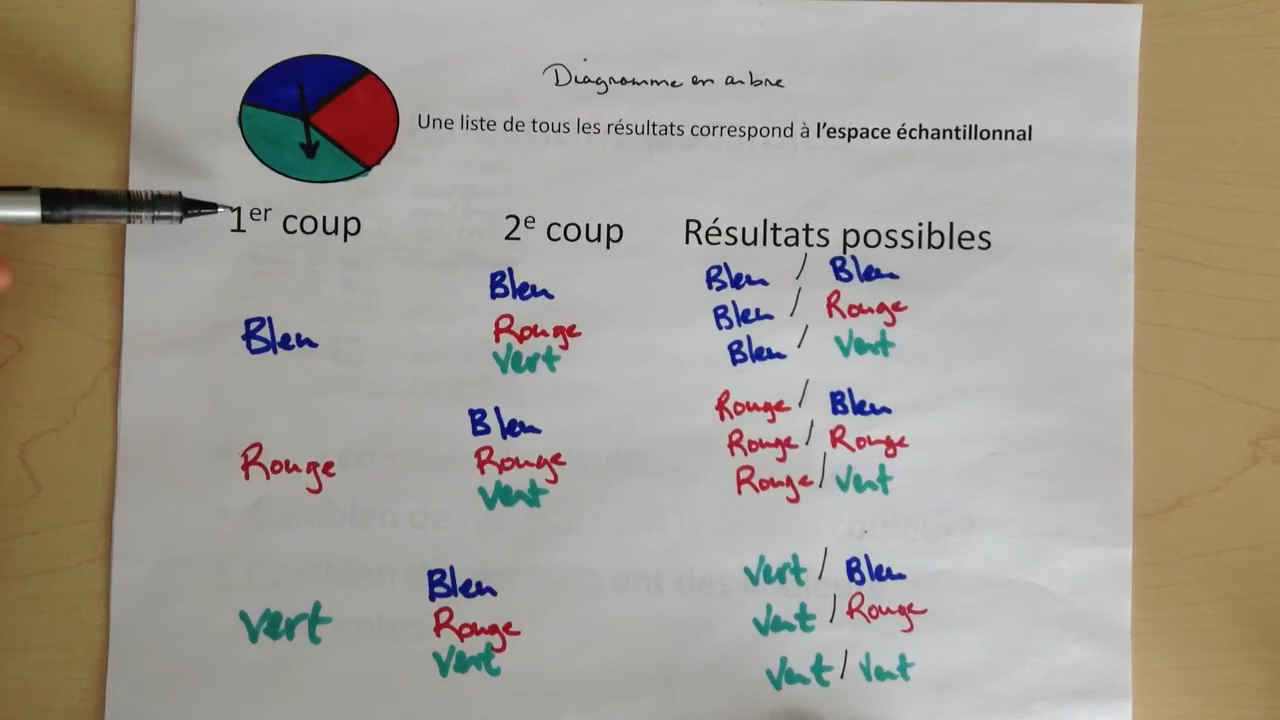 Diagramme en arbre
Une liste de tous les résultats correspond à l'espace échantillonnal
1er coup 2e coup Résultats possibles
Bleu
Bleu
Rouge
Vert
Bleu / Bleu
Bleu / Rouge
Bleu / Vert
Rouge
Bleu
Rouge
Vert
Rouge / Bleu
Rouge / Rouge
Rouge / Vert
Vert
Bleu
Rouge
Vert
Vert / Bleu
Vert / Rouge
Vert / Vert